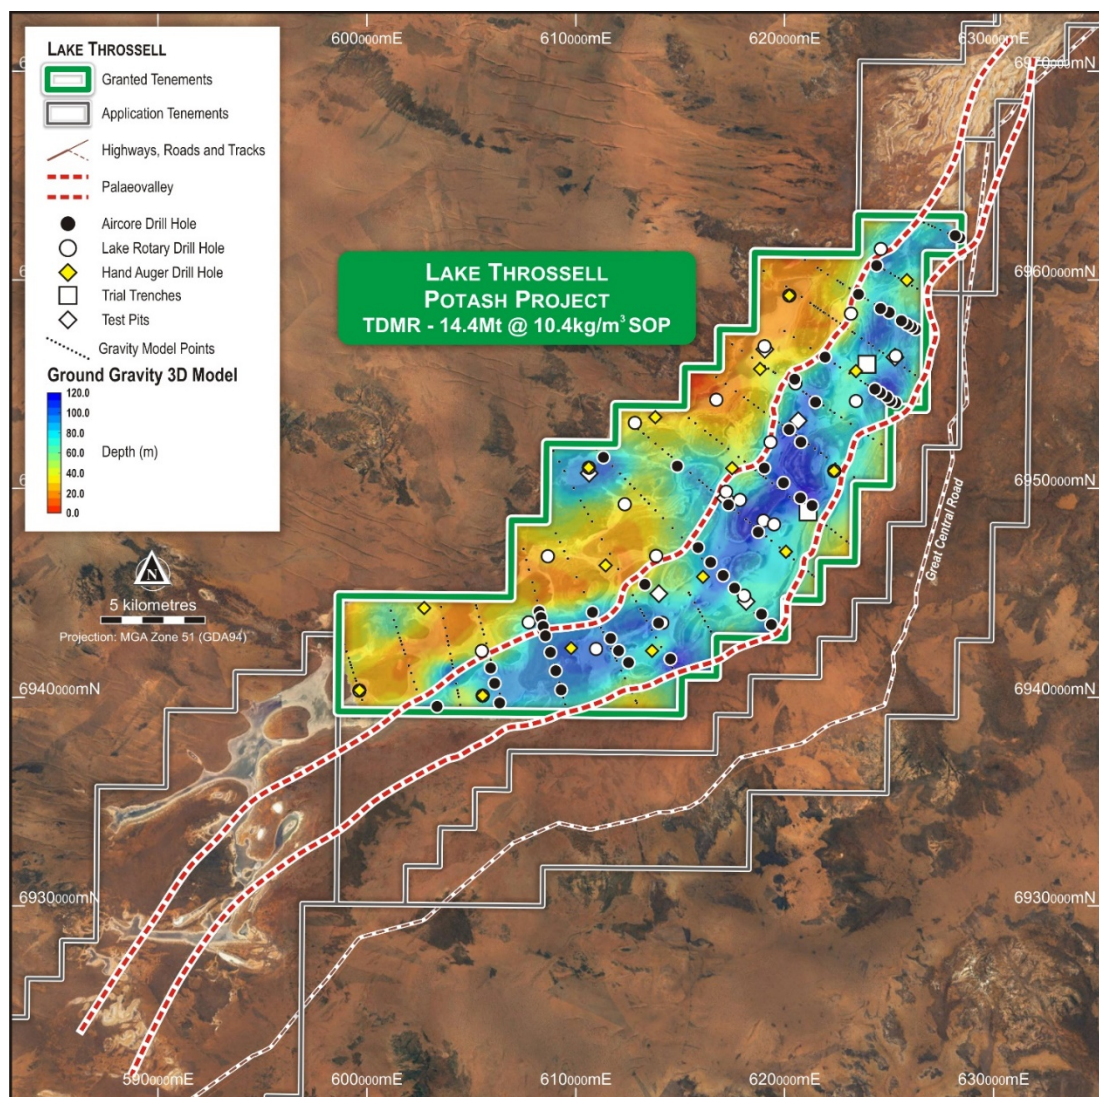 LAKE THROSSELL
Granted Tenements
Application Tenements
Highways, Roads and Tracks
Palaeovalley
Aircore Drill Hole
Lake Rotary Drill Hole
Hand Auger Drill Hole
Trial Trenches
Test Pits
Gravity Model Points
Ground Gravity 3D Model
120.0
100.0
80.0
60.0
40.0
20.0
0.0
Depth (m)
600000mE
610000mE
620000mE
630000mE
6970000mN
LAKE THROSSELL
POTASH PROJECT
TDMR - 14.4Mt @ 10.4kg/m³ SOP
6960000mN
6950000mN
Great Central Road
N
5 kilometres
Projection: MGA Zone 51 (GDA94)
6940000mN
6940000mN
6930000mN
6930000mN
590000mE
600000mE
610000mE
620000mE
630000mE